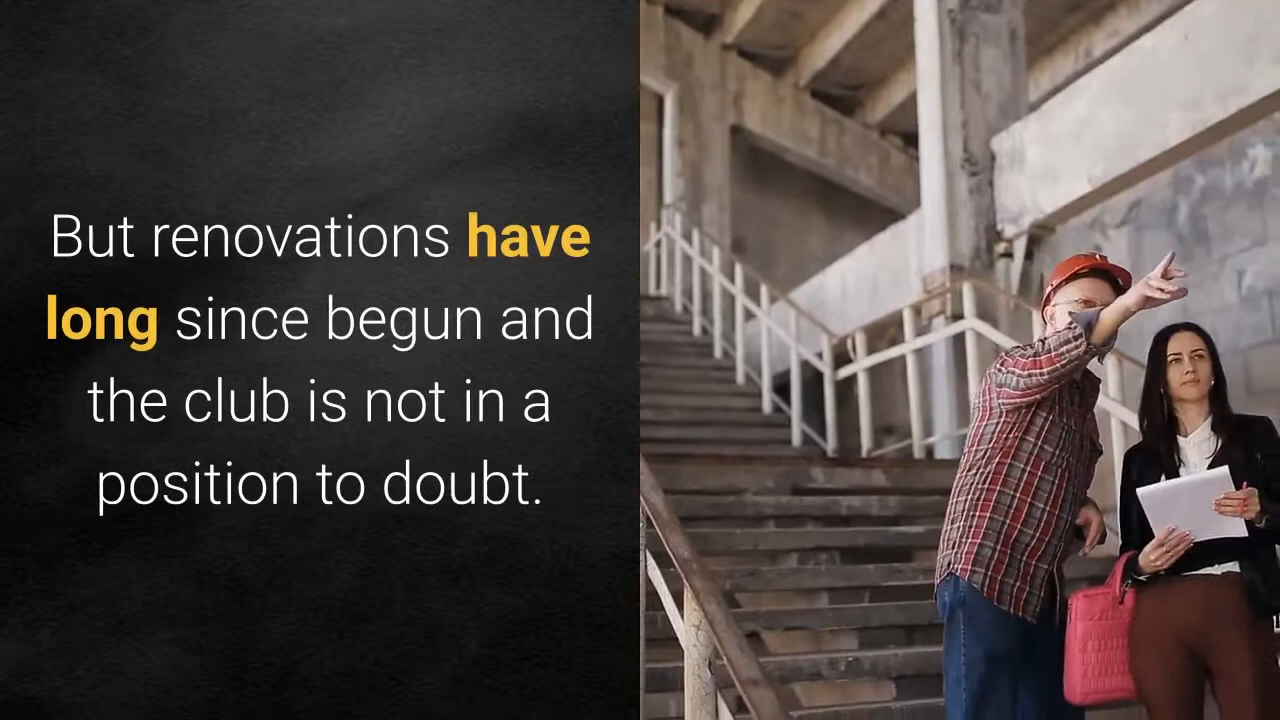 But renovations have
long since begun and
the club is not in a
position to doubt.